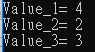 Value_1= 4
Value_2= 2
Value_3= 3